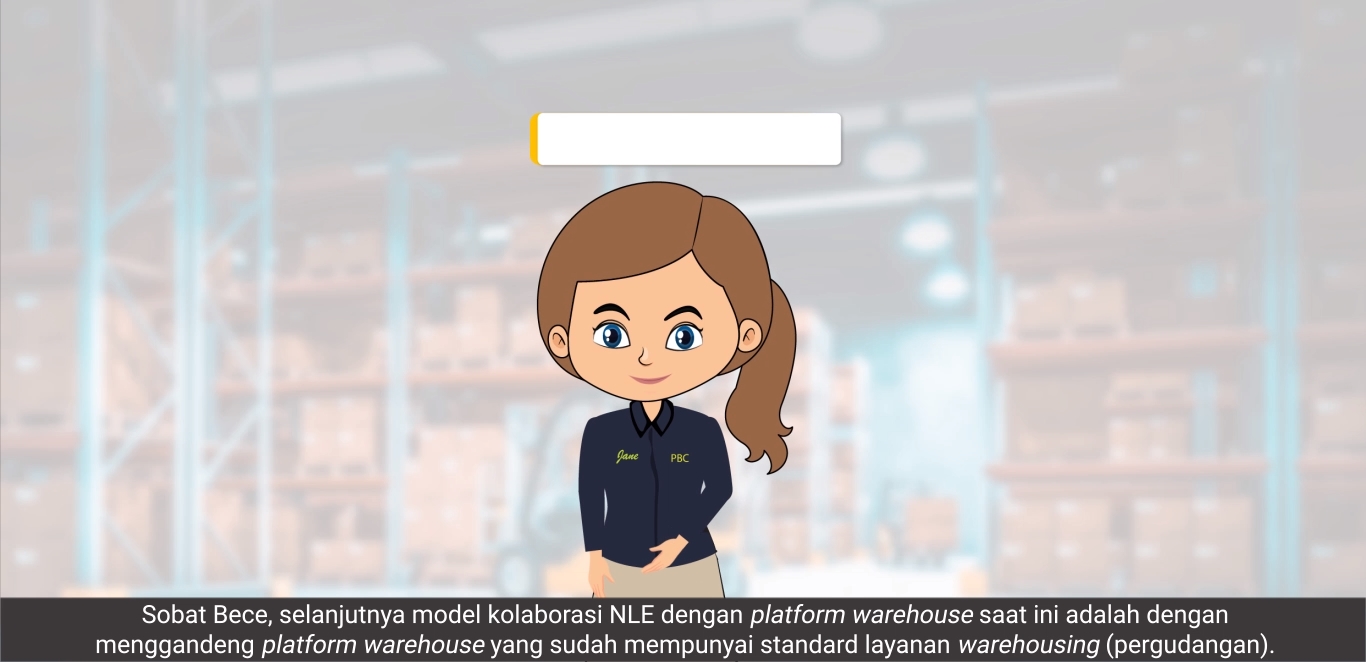 Jane PBC
Sobat Bece, selanjutnya model kolaborasi NLE dengan platform warehouse saat ini adalah dengan
menggandeng platform warehouse yang sudah mempunyai standard layanan warehousing (pergudangan).